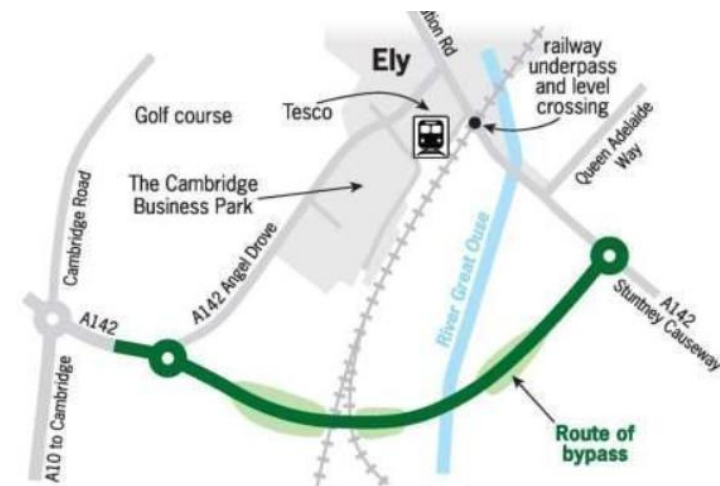 tion Rd
Ely
railway
underpass
and level
crossing
Golf course
Tesco
Queen Adelaide
Way
The Cambridge
Business Park
Cambridge Road
A142 Angel Drove
River Great Ouse
A142
A142
Stuntney Causeway
A10 to Cambridge
Route of
bypass